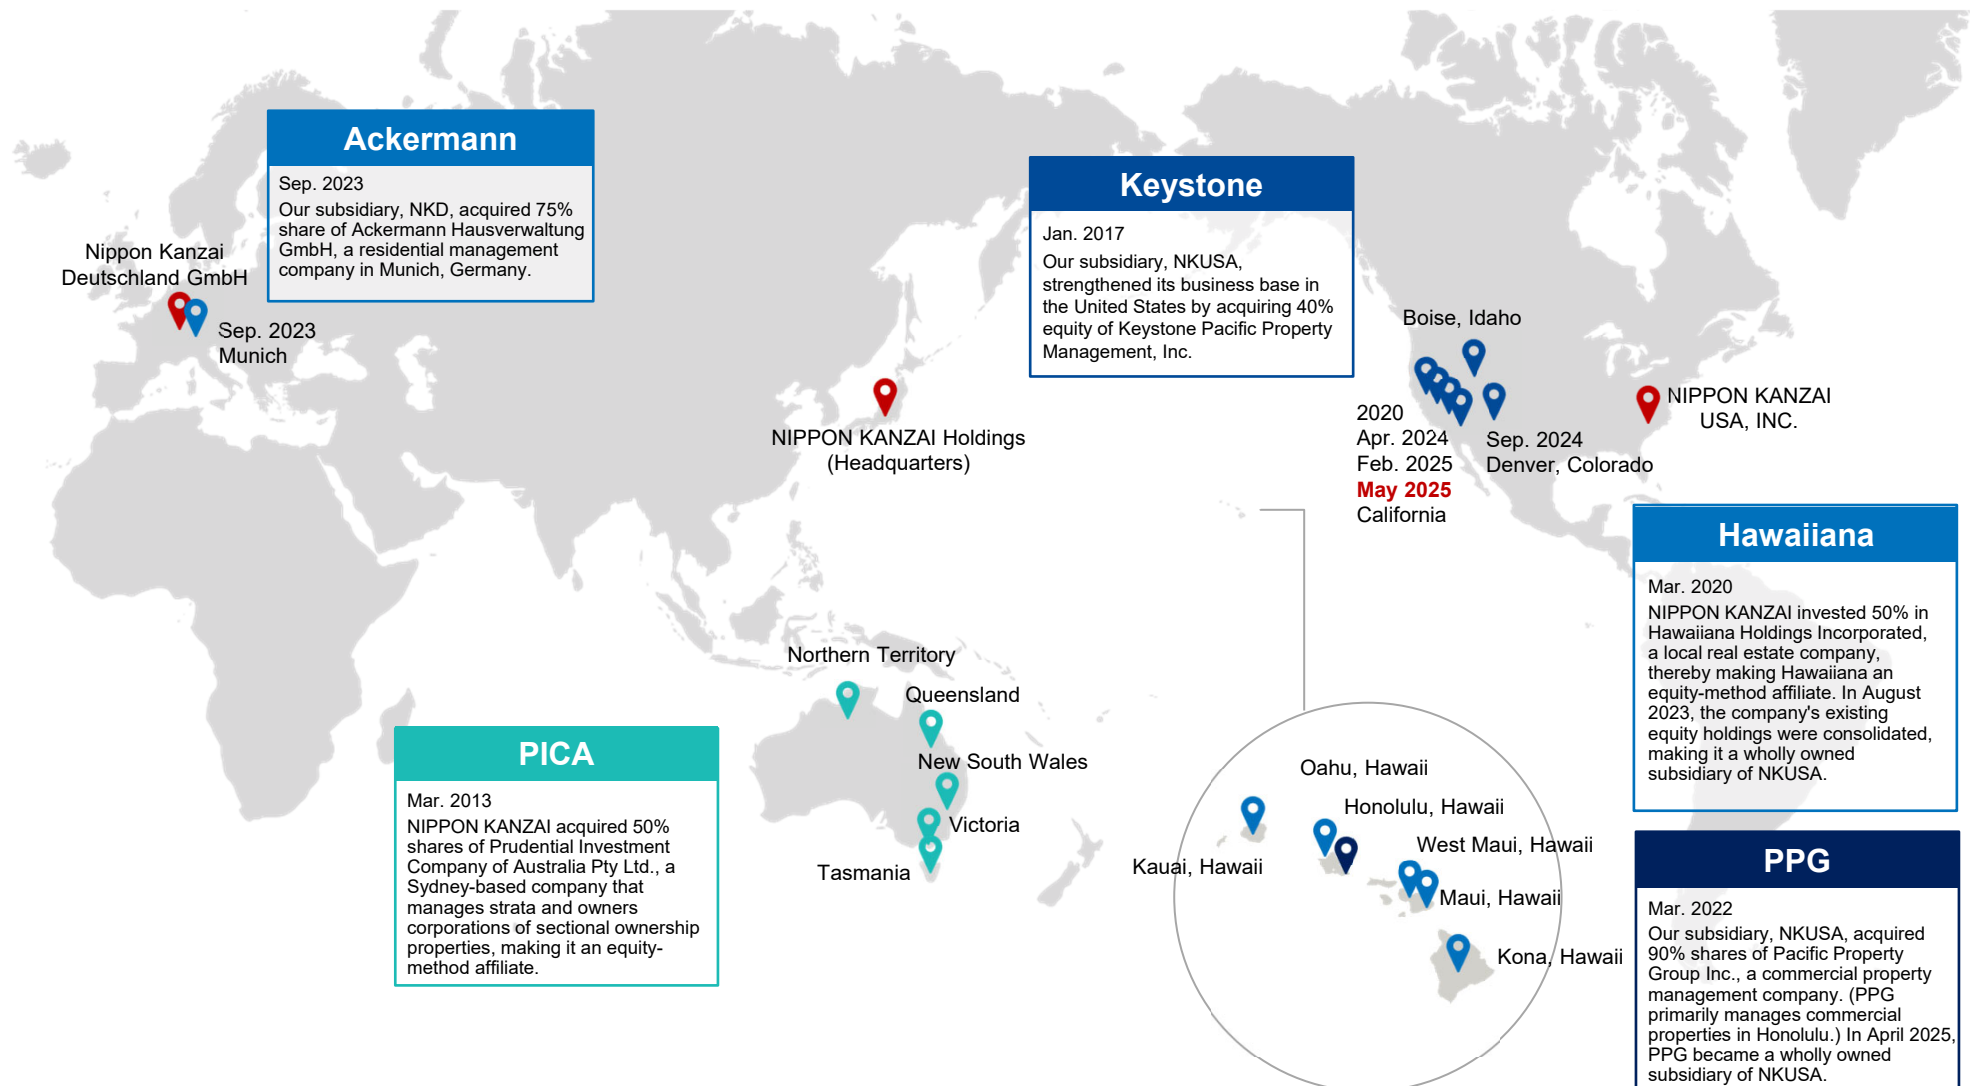 Ackermann
Sep. 2023
Our subsidiary, NKD, acquired 75%
share of Ackermann Hausverwaltung
GmbH, a residential management
company in Munich, Germany.
Nippon Kanzai
Deutschland GmbH
Sep. 2023
Munich
Keystone
Jan. 2017
Our subsidiary, NKUSA,
strengthened its business base in
the United States by acquiring 40%
equity of Keystone Pacific Property
Management, Inc.
Boise, Idaho
NIPPON KANZAI
USA, INC.
NIPPON KANZAI Holdings
(Headquarters)
2020
Apr. 2024
Feb. 2025
May 2025
California
Sep. 2024
Denver, Colorado
Hawaiiana
Mar. 2020
NIPPON KANZAI invested 50% in
Hawaiiana Holdings Incorporated,
a local real estate company,
thereby making Hawaiiana an
equity-method affiliate. In August
2023, the company's existing
equity holdings were consolidated,
making it a wholly owned
subsidiary of NKUSA.
Northern Territory
Queensland
New South Wales
Victoria
Tasmania
PICA
Mar. 2013
NIPPON KANZAI acquired 50%
shares of Prudential Investment
Company of Australia Pty Ltd., a
Sydney-based company that
manages strata and owners
corporations of sectional ownership
properties, making it an equity-
method affiliate.
Oahu, Hawaii
Honolulu, Hawaii
West Maui, Hawaii
Kauai, Hawaii
Maui, Hawaii
Kona, Hawaii
PPG
Mar. 2022
Our subsidiary, NKUSA, acquired
90% shares of Pacific Property
Group Inc., a commercial property
management company. (PPG
primarily manages commercial
properties in Honolulu.) In April 2025,
PPG became a wholly owned
subsidiary of NKUSA.